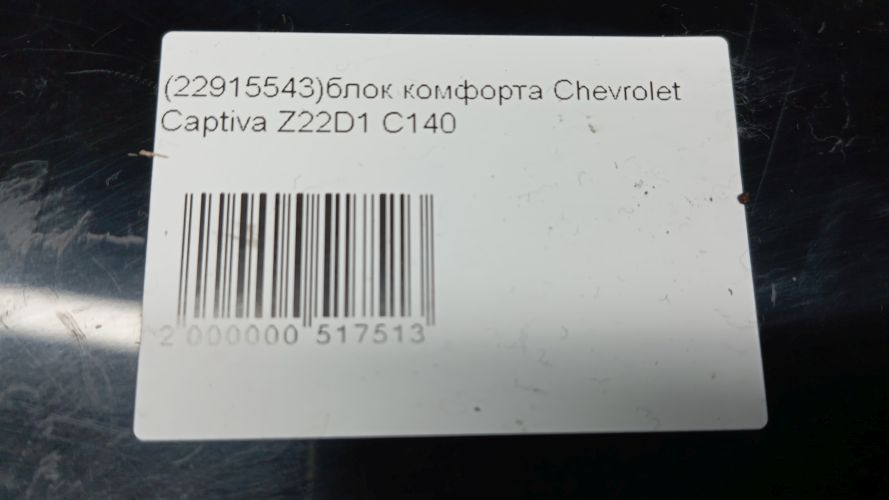 (22915543)блок комфорта Chevrolet
Captiva Z22D1 C140
2 000000 517513